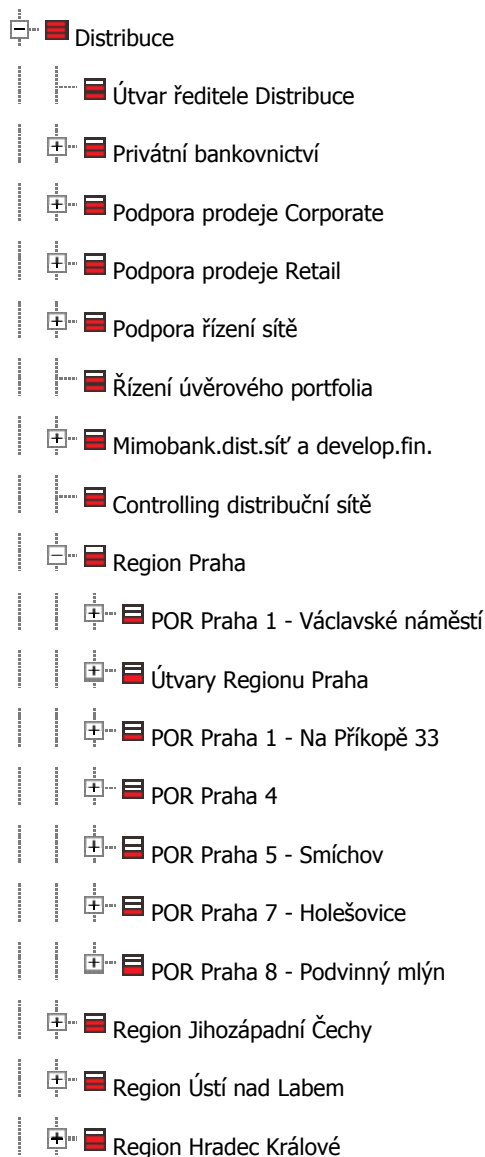 Distribuce
Útvar ředitele Distribuce
Privátní bankovnictví
Podpora prodeje Corporate
Podpora prodeje Retail
Podpora řízení sítě
Řízení úvěrového portfolia
Mimobank.dist.síť a develop.fin.
Controlling distribuční sítě
Region Praha
POR Praha 1 - Václavské náměstí
Útvary Regionu Praha
POR Praha 1 - Na Příkopě 33
POR Praha 4
POR Praha 5 - Smíchov
POR Praha 7 - Holešovice
POR Praha 8 - Podvinný mlýn
Region Jihozápadní Čechy
Region Ústí nad Labem
Region Hradec Králové